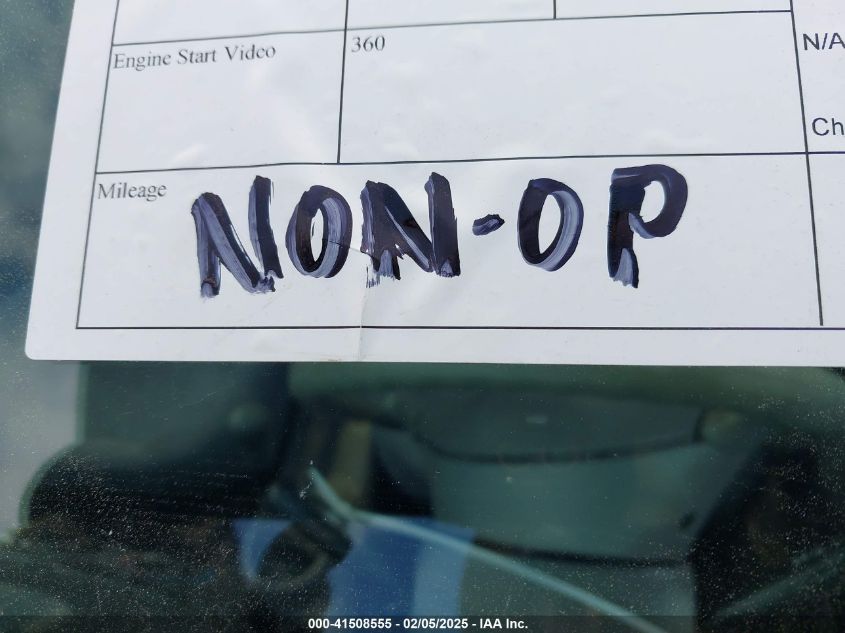 Engine Start Video
360
N/A
Ch
Mileage
NON-OP
000-41508555 - 02/05/2025 - IAA Inc.